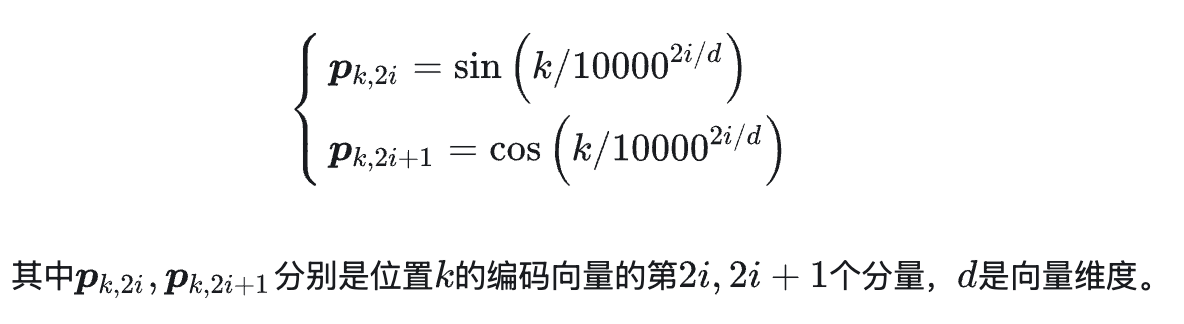 p_{k,2i} = sin(k/10000^{2i/d})
p_{k,2i+1} = cos(k/10000^{2i/d})
其中p_{k,2i}, p_{k,2i+1}分别是位置k的编码向量的第2i, 2i + 1个分量，d是向量维度。